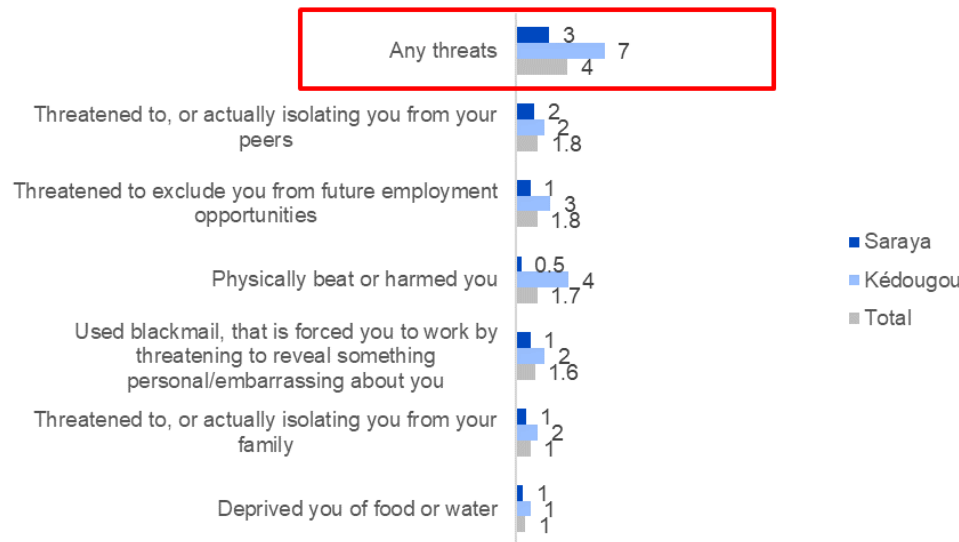 Any threats
3
7
4
Threatened to, or actually isolating you from your
peers
2
2
1.8
Threatened to exclude you from future employment
opportunities
1
3
1.8
Physically beat or harmed you
0.5
4
1.7
Used blackmail, that is forced you to work by
threatening to reveal something
personal/embarrassing about you
1
2
1.6
Threatened to, or actually isolating you from your
family
1
2
1
Deprived you of food or water
1
1
1
Saraya
Kédougou
Total